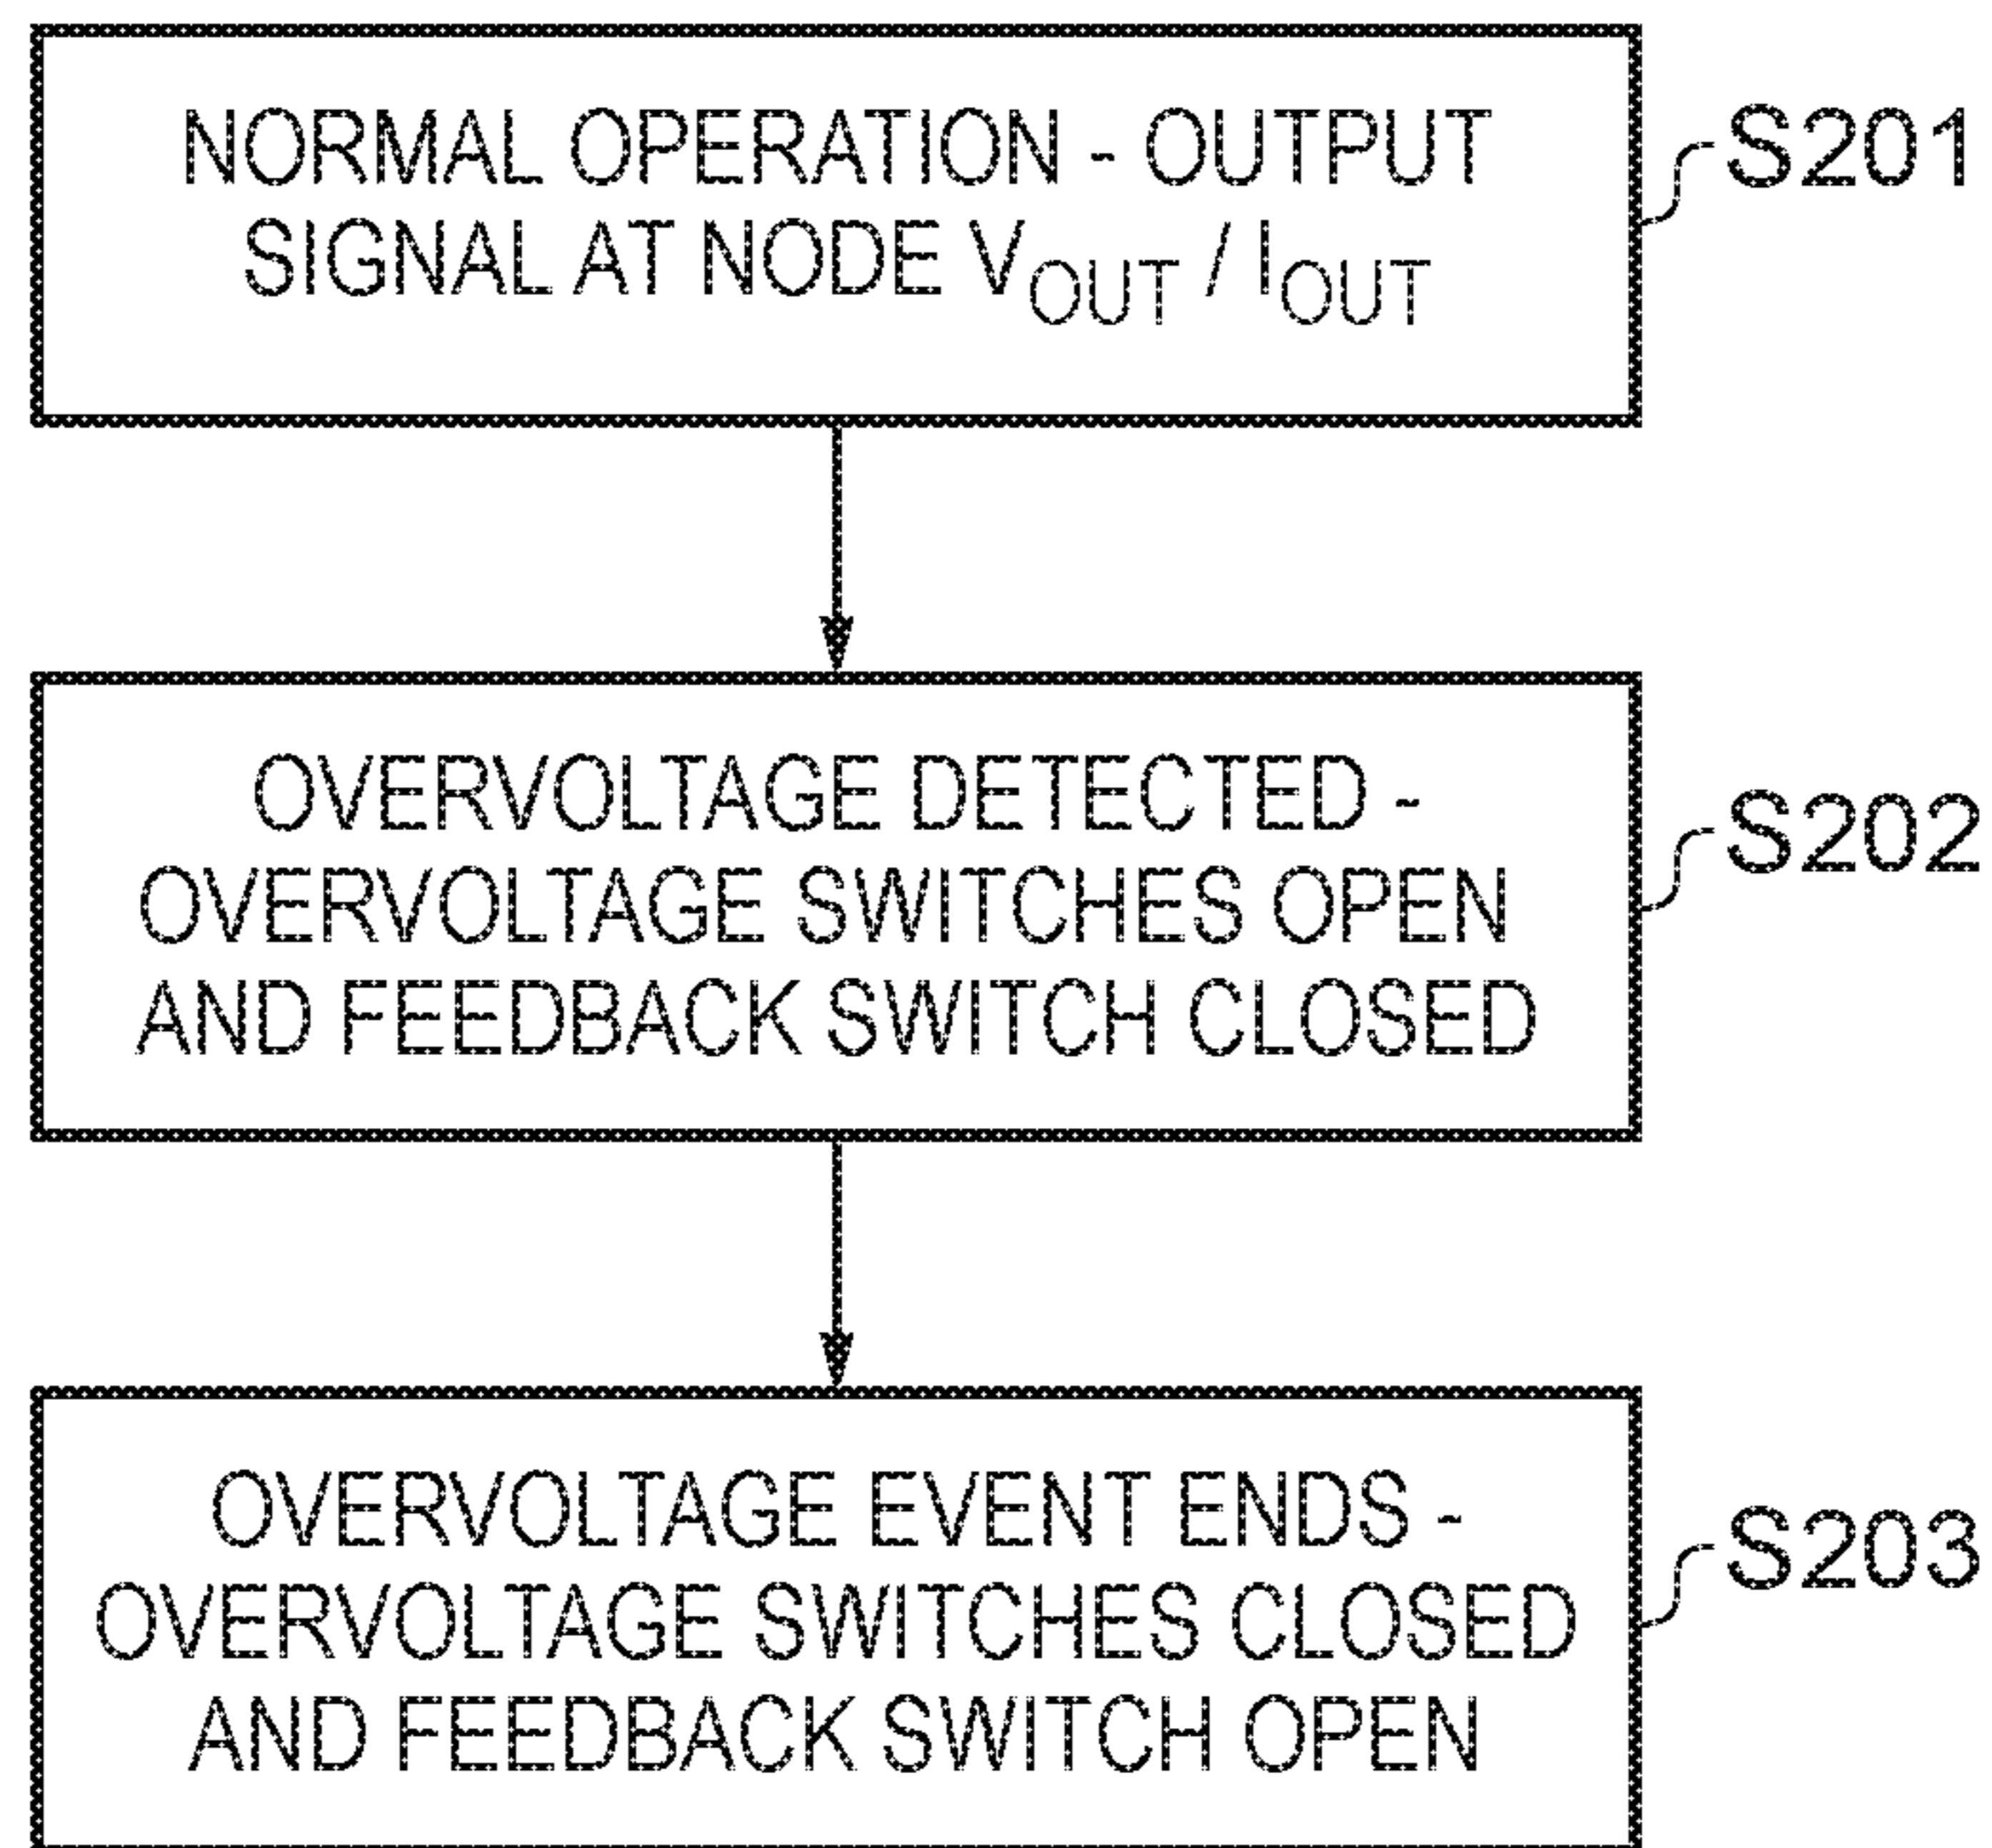 NORMAL OPERATION - OUTPUT
SIGNAL AT NODE VOUT / IOUT
S201
OVERVOLTAGE DETECTED -
OVERVOLTAGE SWITCHES OPEN
AND FEEDBACK SWITCH CLOSED
S202
OVERVOLTAGE EVENT ENDS -
OVERVOLTAGE SWITCHES CLOSED
AND FEEDBACK SWITCH OPEN
S203